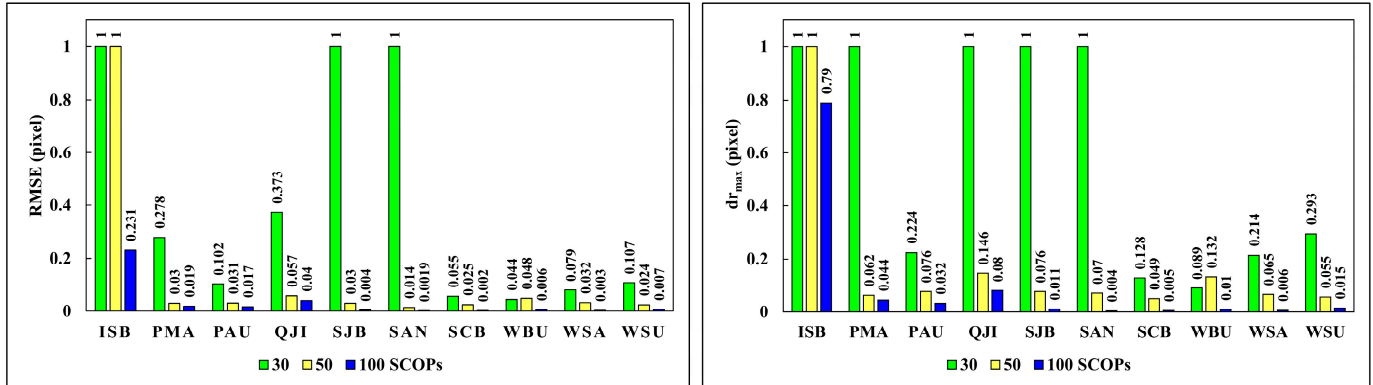 1 1 1 1
1
0.8
0.6
0.4
0.2
0
RMSE (pixel)
0.231
0.278 0.03 0.019
0.102 0.031 0.017
0.373 0.057 0.04
0.03 0.004
0.014 0.0019
0.055 0.025 0.002
0.044 0.048 0.006
0.079 0.032 0.003
0.107 0.024 0.007
ISB PMA PAU QJI SJB SAN SCB WBU WSA WSU
30 50 100 SCOPs
1 1 1 1 1 1
1
0.8
0.6
0.4
0.2
0
drmax (pixel)
0.79
0.062 0.044
0.224 0.076 0.032
0.146 0.08
0.076 0.011
0.07 0.004
0.128 0.049 0.005
0.089 0.132 0.01
0.214 0.065 0.006
0.293 0.055 0.015
ISB PMA PAU QJI SJB SAN SCB WBU WSA WSU
30 50 100 SCOPs